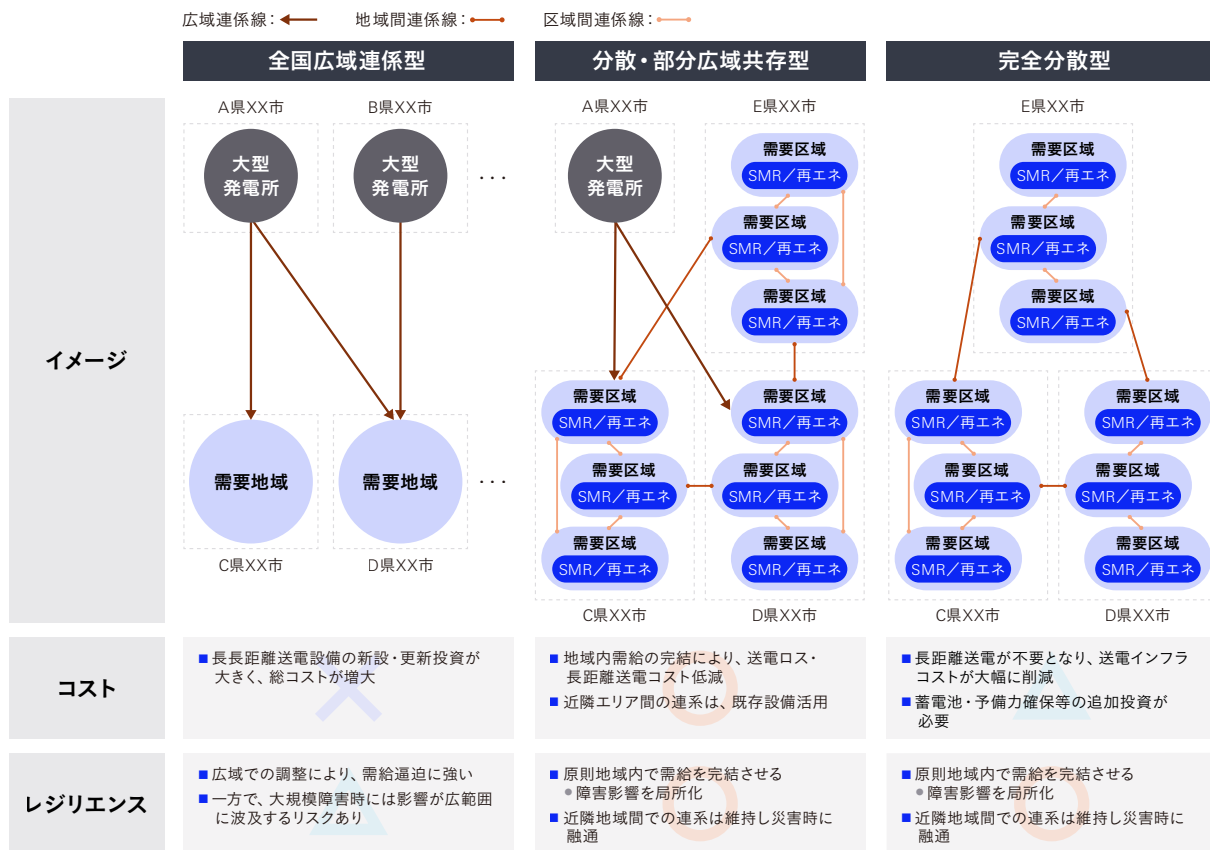 広域連係線：
地域間連係線：
区域間連係線：
全国広域連係型
分散・部分広域共存型
完全分散型
イメージ
A県XX市
B県XX市
大型
発電所
大型
発電所
･･･
需要地域
需要地域
･･･
C県XX市
D県XX市
A県XX市
E県XX市
大型
発電所
需要区域
SMR／再エネ
需要区域
SMR／再エネ
需要区域
SMR／再エネ
需要区域
SMR／再エネ
需要区域
SMR／再エネ
需要区域
SMR／再エネ
需要区域
SMR／再エネ
需要区域
SMR／再エネ
需要区域
SMR／再エネ
C県XX市
D県XX市
E県XX市
需要区域
SMR／再エネ
需要区域
SMR／再エネ
需要区域
SMR／再エネ
需要区域
SMR／再エネ
需要区域
SMR／再エネ
需要区域
SMR／再エネ
需要区域
SMR／再エネ
需要区域
SMR／再エネ
需要区域
SMR／再エネ
C県XX市
D県XX市
コスト
長長距離送電設備の新設・更新投資が
大きく、総コストが増大
地域内需給の完結により、送電ロス・
長距離送電コスト低減
近隣エリア間の連系は、既存設備活用
長距離送電が不要となり、送電インフラ
コストが大幅に削減
蓄電池・予備力確保等の追加投資が
必要
レジリエンス
広域での調整により、需給逼迫に強い
一方で、大規模障害時には影響が広範囲
に波及するリスクあり
原則地域内で需給を完結させる
障害影響を局所化
近隣地域間での連系は維持し災害時に
融通
原則地域内で需給を完結させる
障害影響を局所化
近隣地域間での連系は維持し災害時に
融通